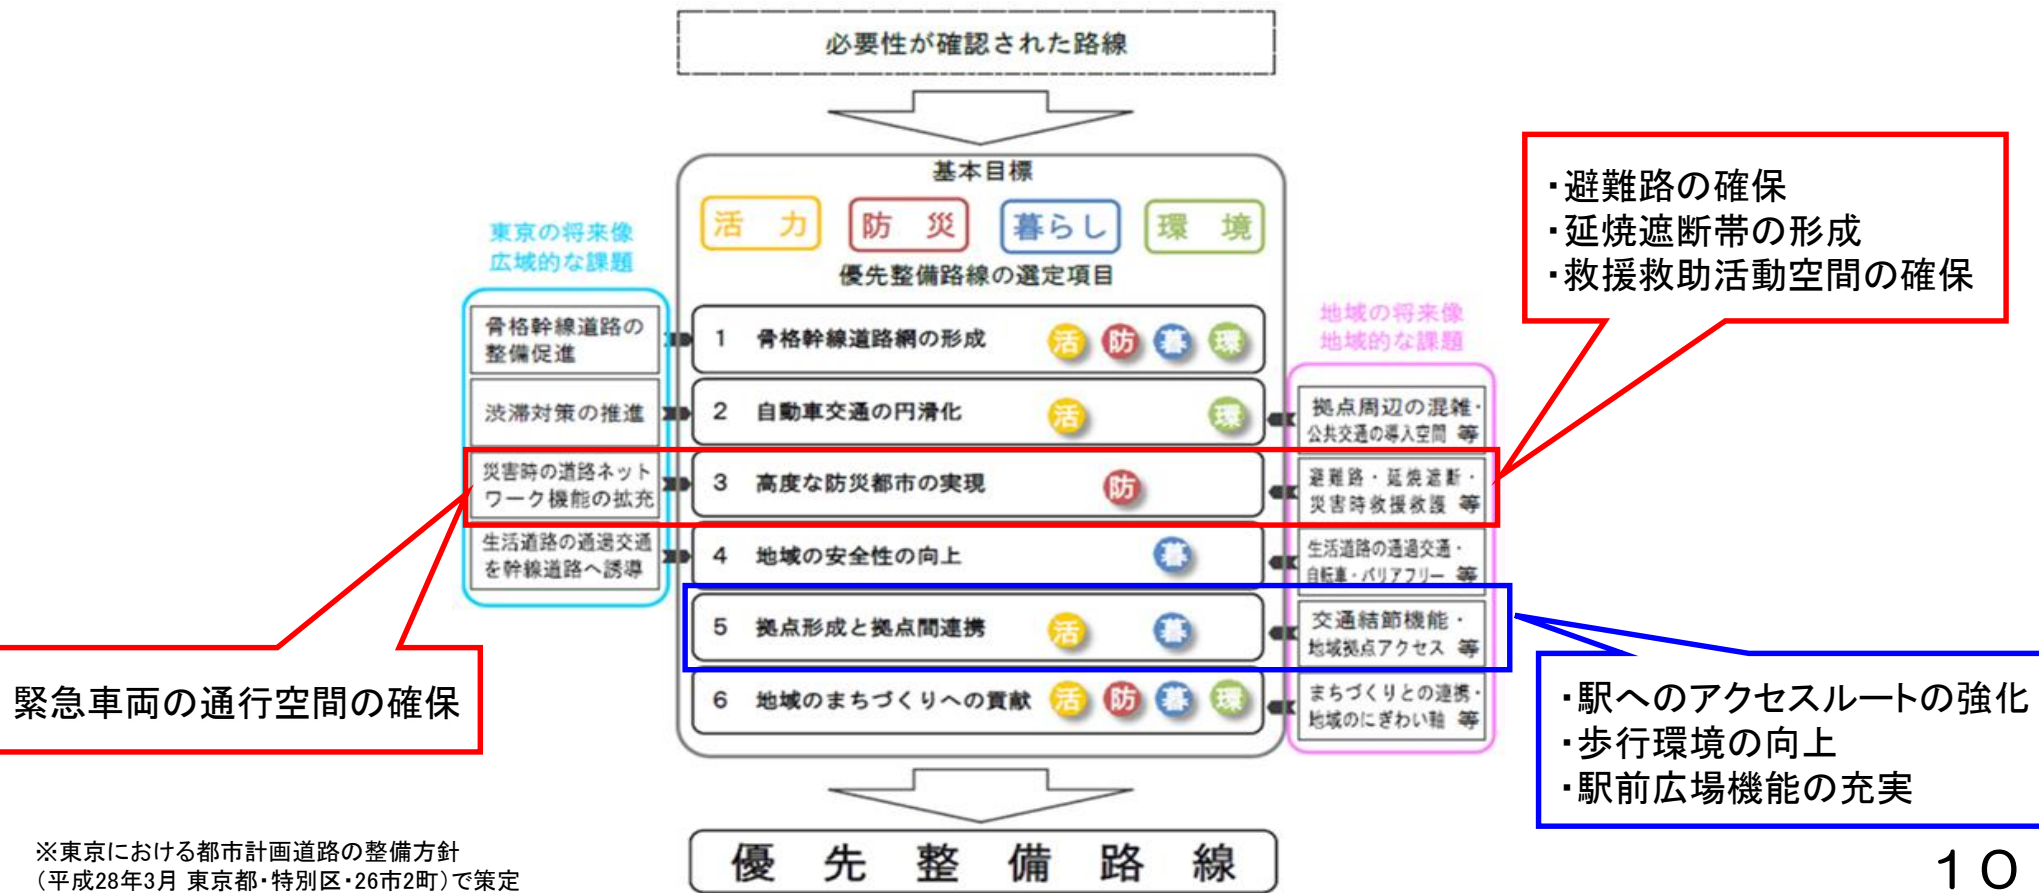 必要性が確認された路線
基本目標
活 力
防 災
暮らし
環 境
優先整備路線の選定項目
東京の将来像
広域的な課題
骨格幹線道路の
整備促進
渋滞対策の推進
災害時の道路ネット
ワーク機能の拡充
生活道路の通過交通
を幹線道路へ誘導
1 骨格幹線道路網の形成 活 防 暮 環
2 自動車交通の円滑化 活 環
3 高度な防災都市の実現 防
4 地域の安全性の向上 暮
5 拠点形成と拠点間連携 活 暮
6 地域のまちづくりへの貢献 活 防 暮 環
地域の将来像
地域的な課題
拠点周辺の混雑・
公共交通の導入空間 等
避難路・延焼遮断・
災害時救援救護 等
生活道路の通過交通・
自転車・バリアフリー 等
交通結節機能・
地域拠点アクセス 等
まちづくりとの連携・
地域のにぎわい軸 等
・避難路の確保
・延焼遮断帯の形成
・救援救助活動空間の確保
緊急車両の通行空間の確保
・駅へのアクセスルートの強化
・歩行環境の向上
・駅前広場機能の充実
優先整備路線
※東京における都市計画道路の整備方針
（平成28年3月 東京都・特別区・26市2町）で策定
１０